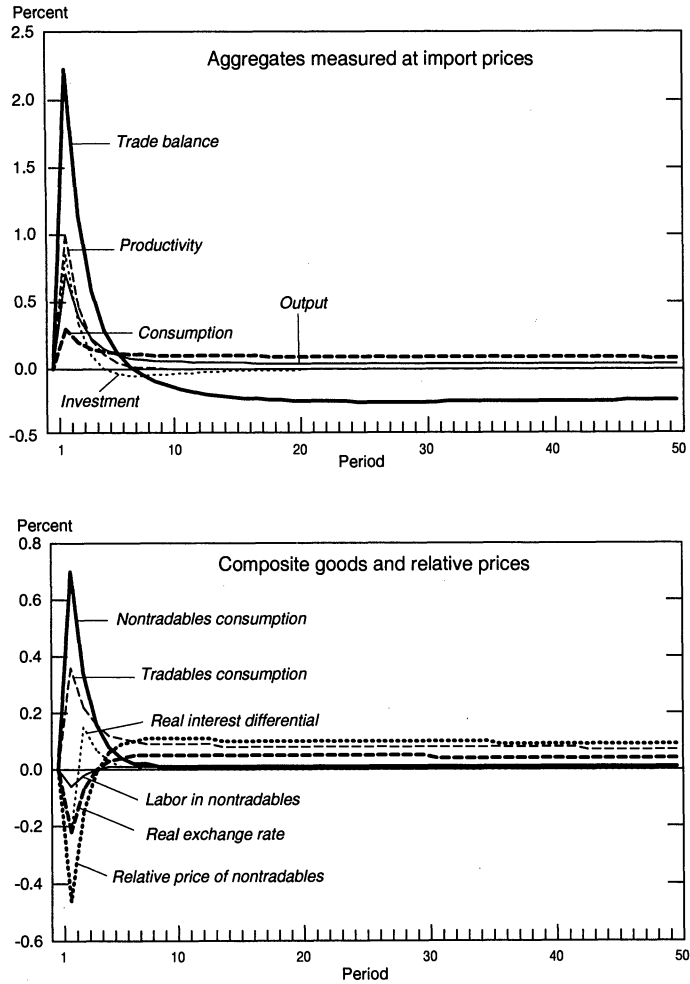 Percent
2.5
Aggregates measured at import prices
2.0
Trade balance
1.5
1.0
Productivity
Output
0.5
Consumption
0.0
Investment
-0.5
1 10 20 30 40 50
Period
Percent
0.8
Composite goods and relative prices
0.6
Nontradables consumption
0.4
Tradables consumption
0.2
Real interest differential
0.0
Labor in nontradables
-0.2
Real exchange rate
-0.4
Relative price of nontradables
-0.6
1 10 20 30 40 50
Period